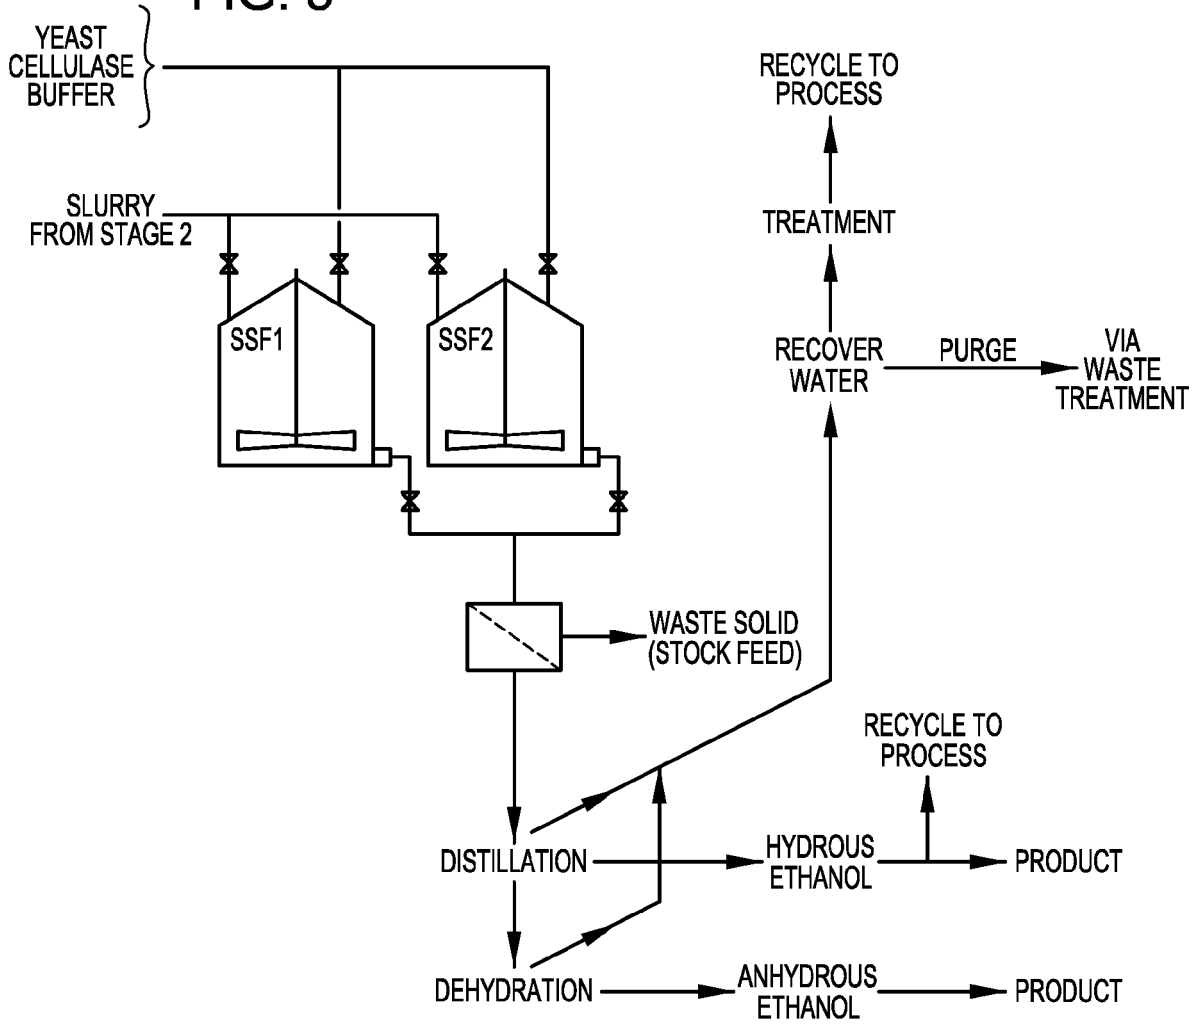 YEAST
CELLULASE
BUFFER
RECYCLE TO
PROCESS
SLURRY
FROM STAGE 2
TREATMENT
SSF1
SSF2
RECOVER
WATER
PURGE
VIA
WASTE
TREATMENT
WASTE SOLID
(STOCK FEED)
RECYCLE TO
PROCESS
DISTILLATION
HYDROUS
ETHANOL
PRODUCT
DEHYDRATION
ANHYDROUS
ETHANOL
PRODUCT